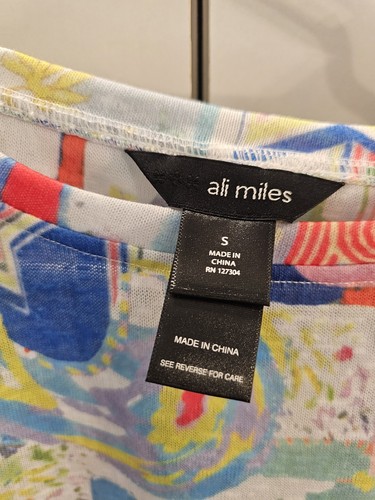 ali miles
S
MADE IN
CHINA
RN 127304
MADE IN CHINA
SEE REVERSE FOR CARE